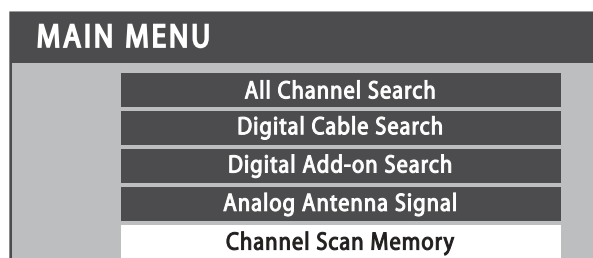 MAIN MENU
All Channel Search
Digital Cable Search
Digital Add-on Search
Analog Antenna Signal
Channel Scan Memory